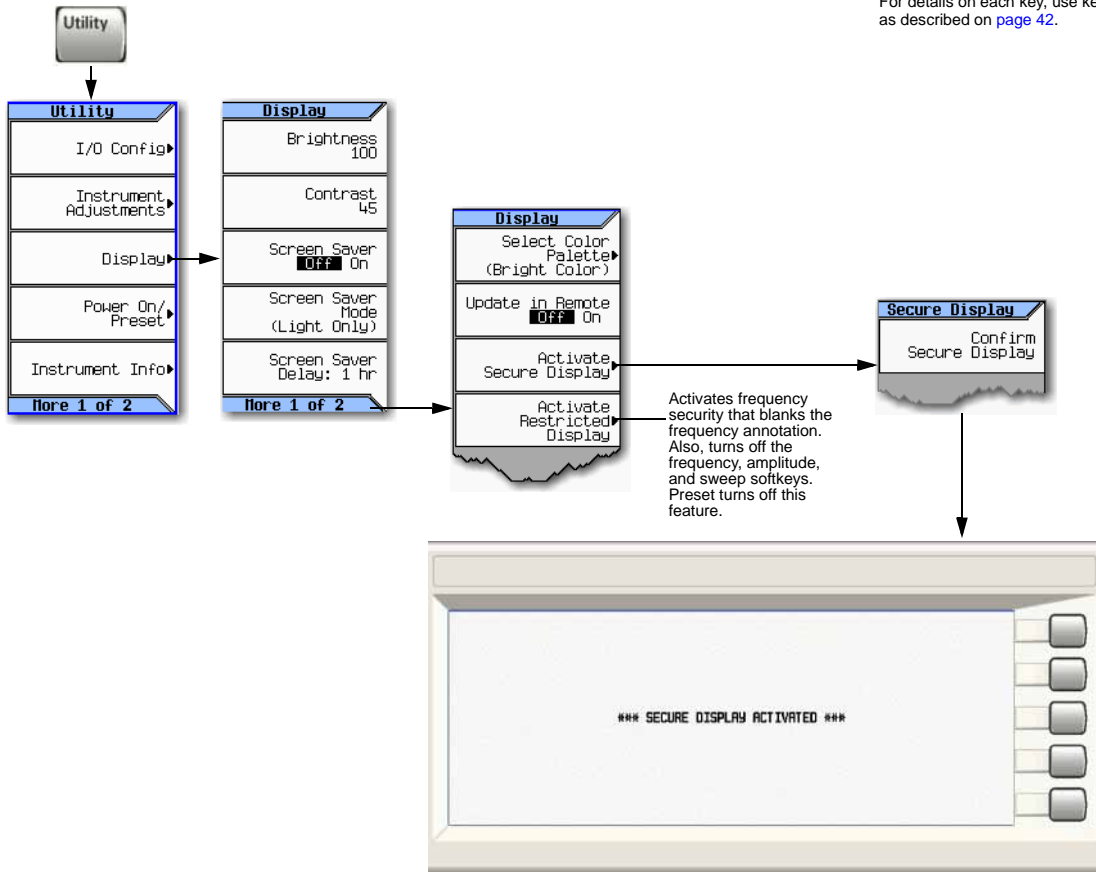 For details on each key, use ke
as described on page 42.
Utility
Utility
I/O Config
Instrument
Adjustments
Display
Power On/
Preset
Instrument Info
More 1 of 2
Display
Brightness
100
Contrast
45
Screen Saver
Off On
Screen Saver
Mode
(Light Only)
Screen Saver
Delay: 1 hr
More 1 of 2
Display
Select Color
Palette
(Bright Color)
Update in Remote
Off On
Activate
Secure Display
Activate
Restricted
Display
Activates frequency
security that blanks the
frequency annotation.
Also, turns off the
frequency, amplitude,
and sweep softkeys.
Preset turns off this
feature.
Secure Display
Confirm
Secure Display
*** SECURE DISPLAY ACTIVATED ***